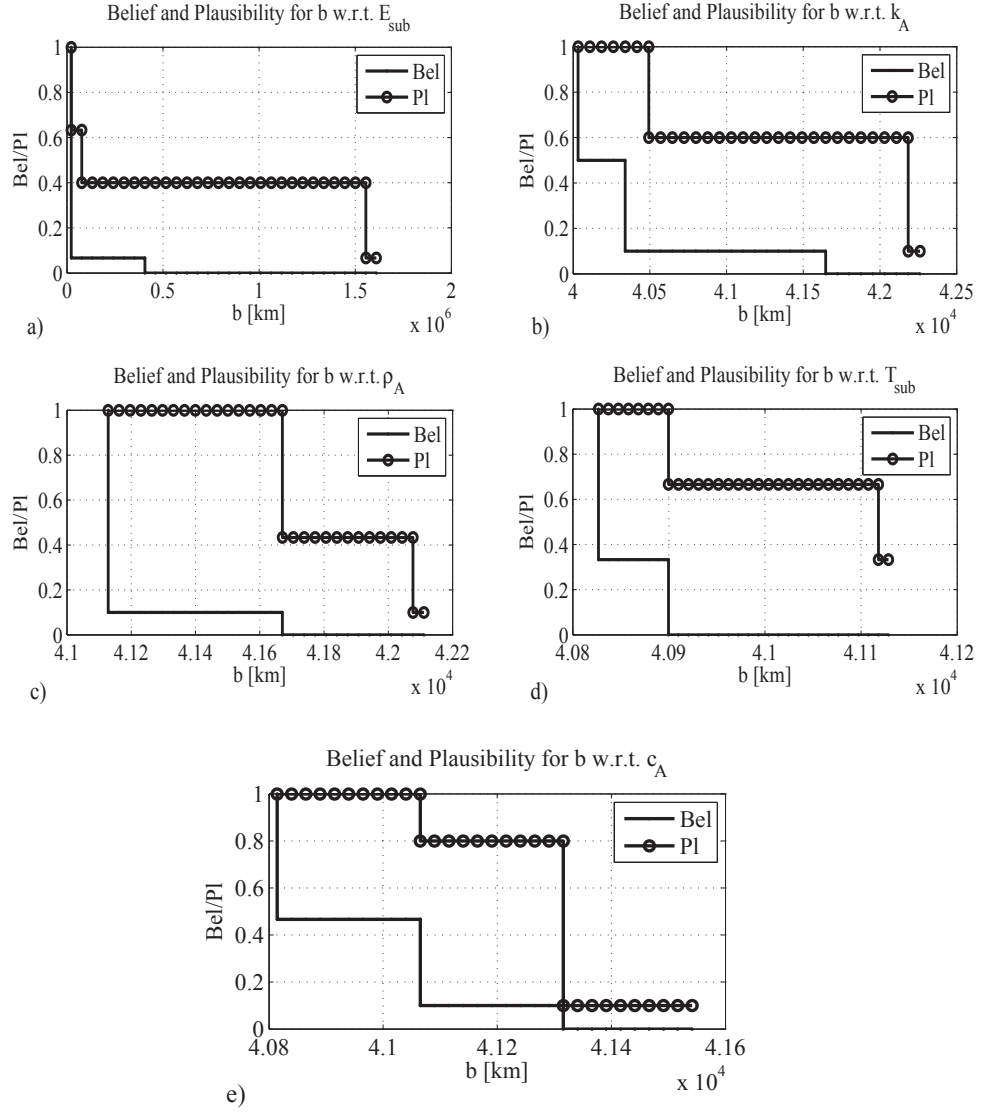 Belief and Plausibility for b w.r.t. E_sub
1
0.8
0.6
0.4
0.2
0
Bel/Pl
Bel
Pl
0 0.5 1 1.5 2
b [km]
x 10^6
a)
Belief and Plausibility for b w.r.t. k_A
1
0.8
0.6
0.4
0.2
0
Bel/Pl
Bel
Pl
4 4.05 4.15 4.2 4.25
b [km]
x 10^4
b)
Belief and Plausibility for b w.r.t. ρ_A
1
0.8
0.6
0.4
0.2
0
Bel/Pl
Bel
Pl
4.1 4.12 4.16 4.18 4.2 4.22
b [km]
x 10^4
c)
Belief and Plausibility for b w.r.t. T_sub
1
0.8
0.6
0.4
0.2
0
Bel/Pl
Bel
Pl
4.08 4.09 4.1 4.11 4.12
b [km]
x 10^4
d)
Belief and Plausibility for b w.r.t. c_A
1
0.8
0.6
0.4
0.2
0
Bel/Pl
Bel
Pl
4.08 4.1 4.12 4.14 4.16
b [km]
x 10^4
e)